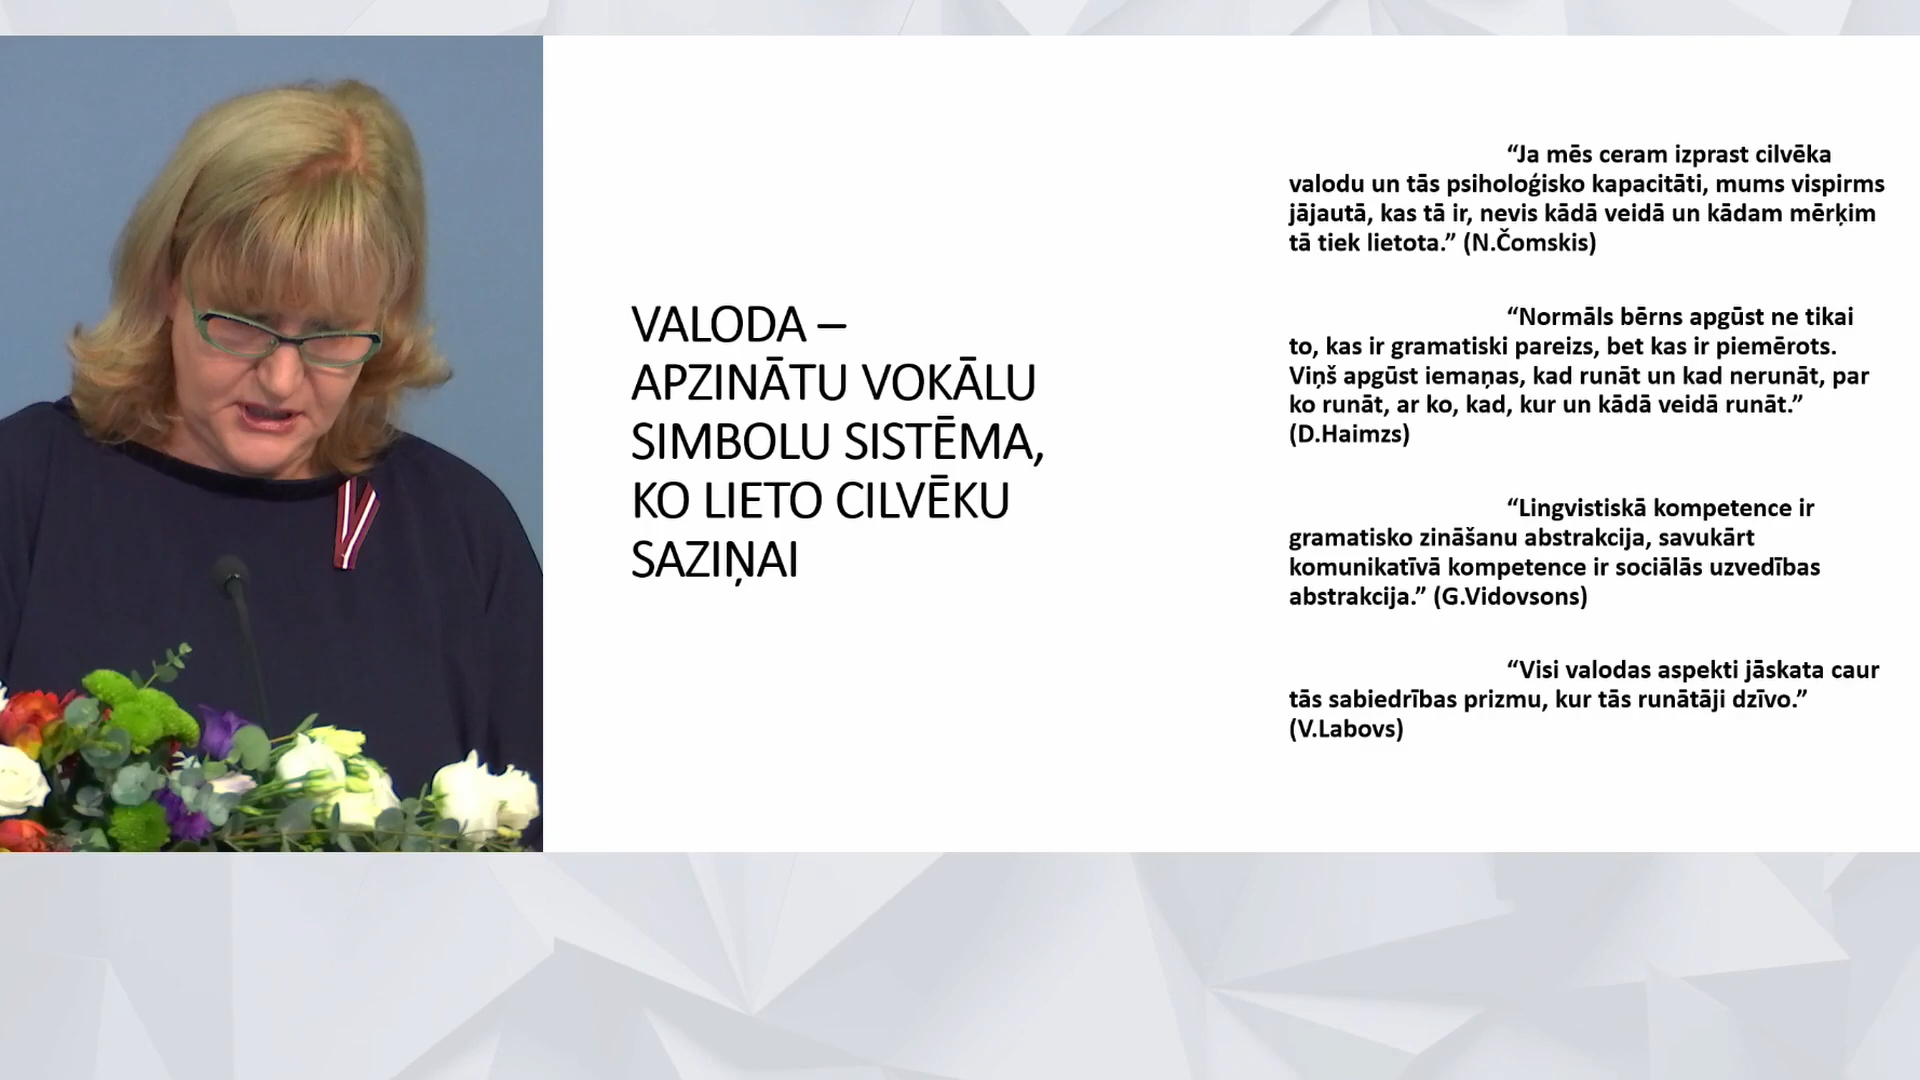 VALODA –
APZINĀTU VOKĀLU
SIMBOLU SISTĒMA,
KO LIETO CILVĒKU
SAZIŅAI
“Ja mēs ceram izprast cilvēka
valodu un tās psiholoģisko kapacitāti, mums vispirms
jājautā, kas tā ir, nevis kādā veidā un kādam mērķim
tā tiek lietota.” (N.Čomskis)
“Normāls bērns apgūst ne tikai
to, kas ir gramatiski pareizs, bet kas ir piemērots.
Viņš apgūst iemaņas, kad runāt un kad nerunāt, par
ko runāt, ar ko, kad, kur un kādā veidā runāt.”
(D.Haimzs)
“Lingvistiskā kompetence ir
gramatisko zināšanu abstrakcija, savukārt
komunikatīvā kompetence ir sociālās uzvedības
abstrakcija.” (G.Vidovsons)
“Visi valodas aspekti jāskata caur
tās sabiedrības prizmu, kur tās runātāji dzīvo.”
(V.Labovs)